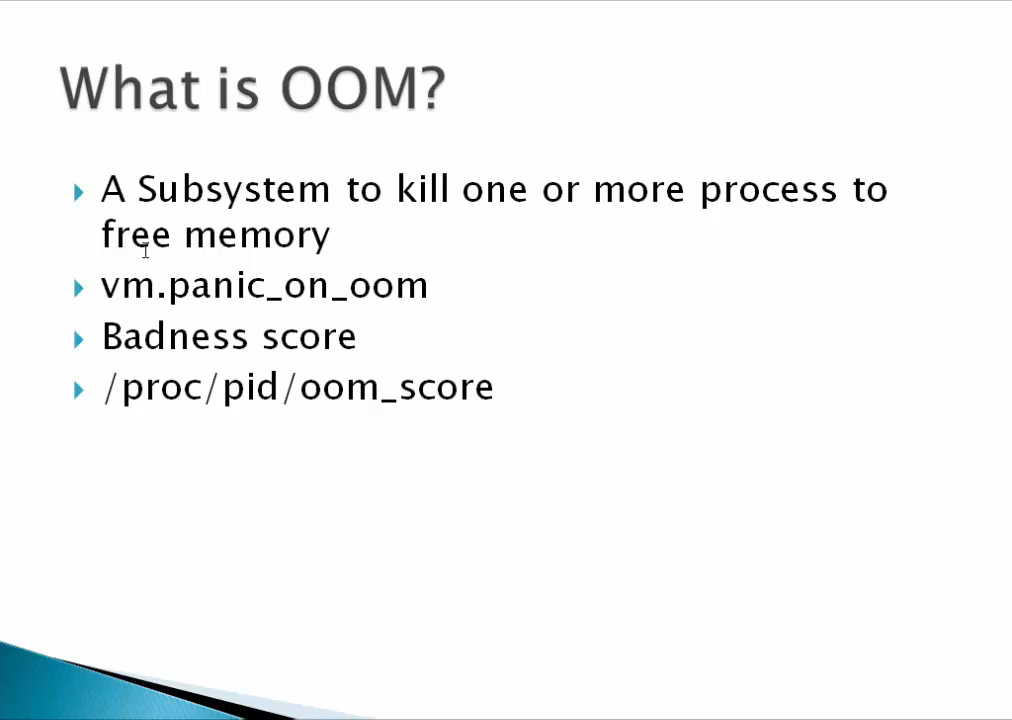 What is OOM?
A Subsystem to kill one or more process to
free memory
vm.panic_on_oom
Badness score
/proc/pid/oom_score